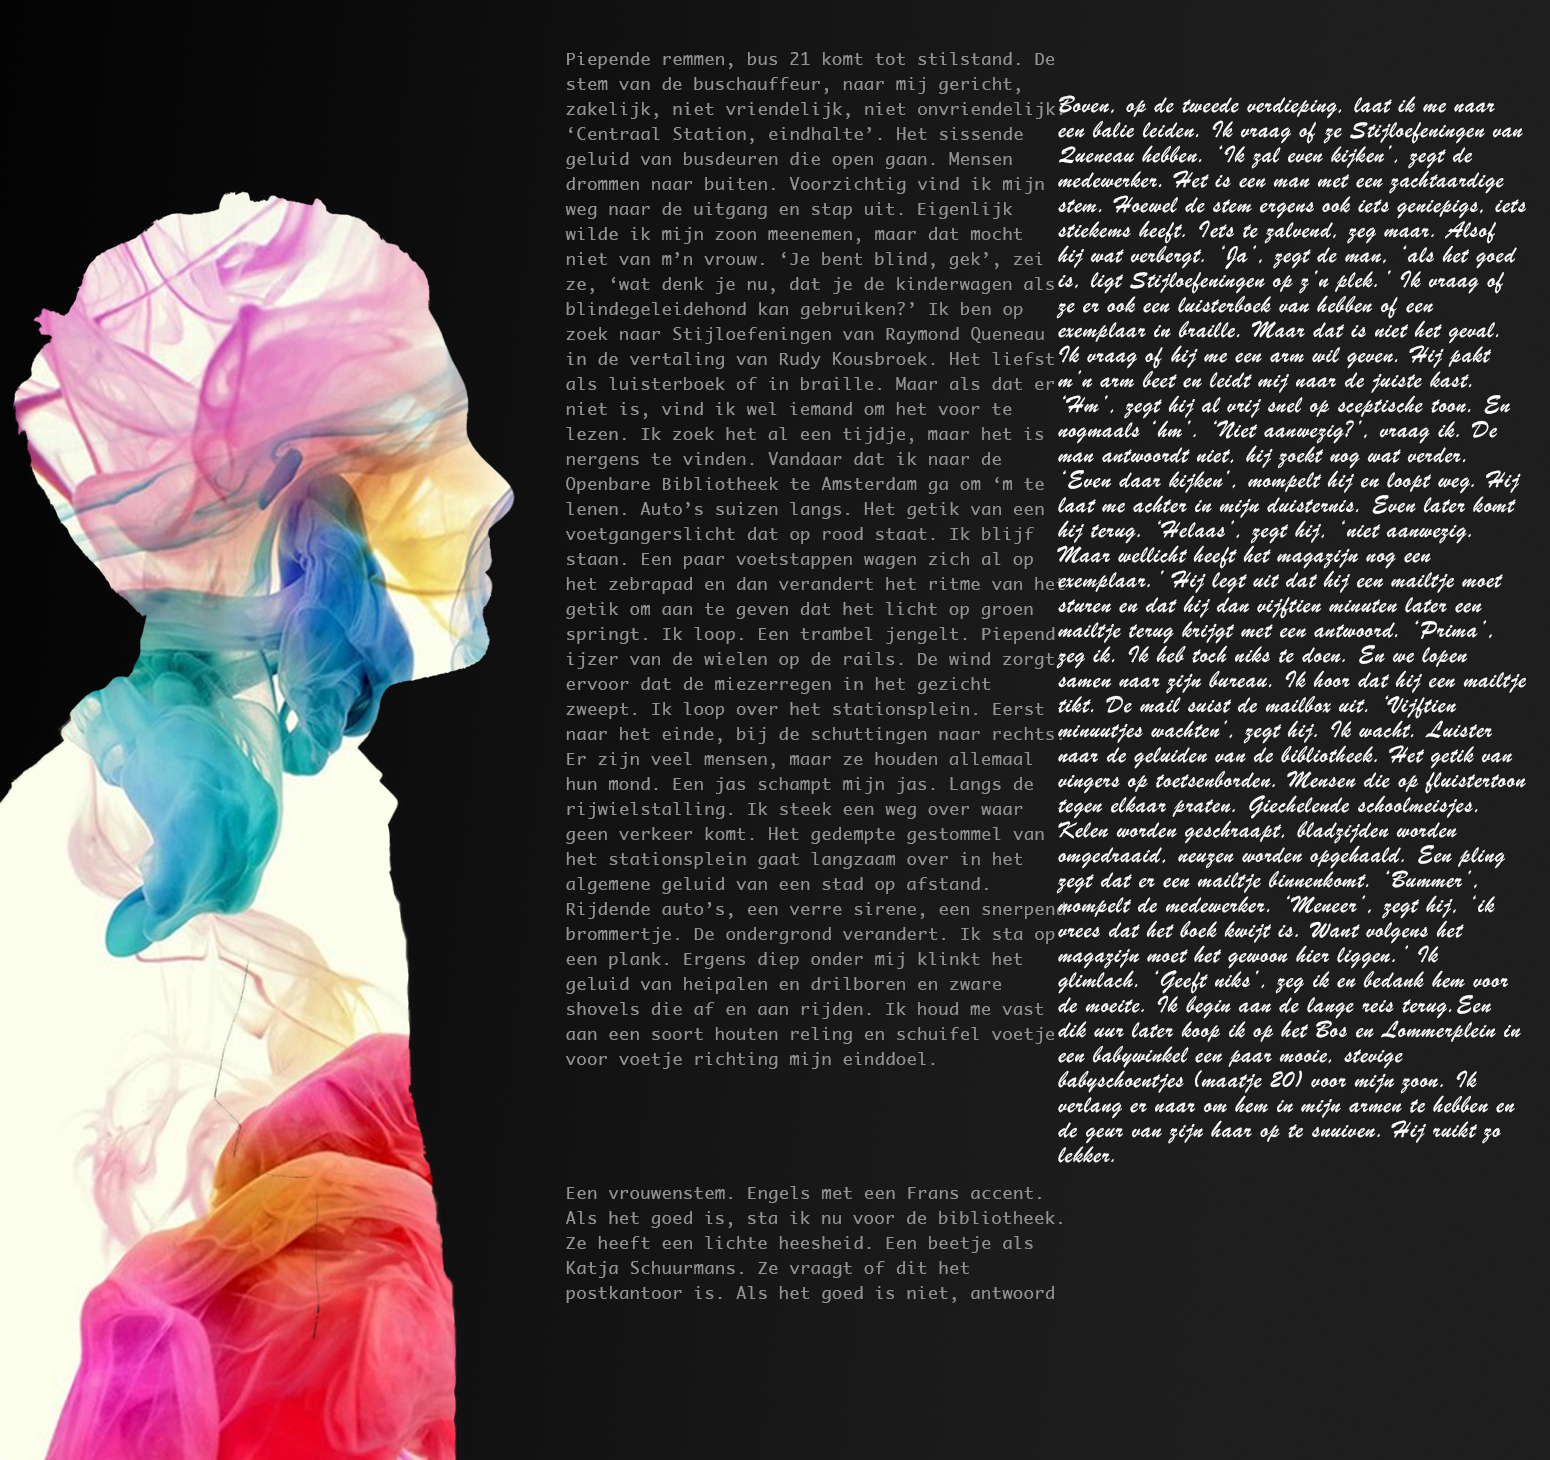 Piepende remmen, bus 21 komt tot stilstand. De
stem van de buschauffeur, naar mij gericht,
zakelijk, niet vriendelijk, niet onvriendelijk:
‘Centraal Station, eindhalte’. Het sissende
geluid van busdeuren die open gaan. Mensen
drommen naar buiten. Voorzichtig vind ik mijn
weg naar de uitgang en stap uit. Eigenlijk
wilde ik mijn zoon meenemen, maar dat mocht
niet van m’n vrouw. ‘Je bent blind, gek’, zei
ze, ‘wat denk je nu, dat je de kinderwagen als
blindegeleidehond kan gebruiken?’ Ik ben op
zoek naar Stijloefeningen van Raymond Queneau
in de vertaling van Rudy Kousbroek. Het liefst
als luisterboek of in braille. Maar als dat er
niet is, vind ik wel iemand om het voor te
lezen. Ik zoek het al een tijdje, maar het is
nergens te vinden. Vandaar dat ik naar de
Openbare Bibliotheek te Amsterdam ga om ‘m te
lenen. Auto’s suizen langs. Het getik van een
voetgangerslicht dat op rood staat. Ik blijf
staan. Een paar voetstappen wagen zich al op
het zebrapad en dan verandert het ritme van het
getik om aan te geven dat het licht op groen
springt. Ik loop. Een trambel jengelt. Piepend
ijzer van de wielen op de rails. De wind zorgt
ervoor dat de miezerregen in het gezicht
zweept. Ik loop over het stationsplein. Eerst
naar het einde, bij de schuttingen naar rechts.
Er zijn veel mensen, maar ze houden allemaal
hun mond. Een jas schampt mijn jas. Langs de
rijwielstalling. Ik steek een weg over waar
geen verkeer komt. Het gedempte gestommel van
het stationsplein gaat langzaam over in het
algemene geluid van een stad op afstand.
Rijdende auto’s, een verre sirene, een snerpend
brommertje. De ondergrond verandert. Ik sta op
een plank. Ergens diep onder mij klinkt het
geluid van heipalen en drilboren en zware
shovels die af en aan rijden. Ik houd me vast
aan een soort houten reling en schuifel voetje
voor voetje richting mijn einddoel.
Een vrouwenstem. Engels met een Frans accent.
Als het goed is, sta ik nu voor de bibliotheek.
Ze heeft een lichte heesheid. Een beetje als
Katja Schuurmans. Ze vraagt of dit het
postkantoor is. Als het goed is niet, antwoord
Boven, op de tweede verdieping, laat ik me naar
een balie leiden. Ik vraag of ze Stijloefeningen van
Queneau hebben. ‘Ik zal even kijken’, zegt de
medewerker. Het is een man met een zachtaardige
stem. Hoewel de stem ergens ook iets geniepigs, iets
stiekems heeft. Iets te zalvend, zeg maar. Alsof
hij wat verbergt. ‘Ja’, zegt de man, ‘als het goed
is, ligt Stijloefeningen op z’n plek.’ Ik vraag of
ze er ook een luisterboek van hebben of een
exemplaar in braille. Maar dat is niet het geval.
Ik vraag of hij me een arm wil geven. Hij pakt
m’n arm beet en leidt mij naar de juiste kast.
‘Hm’, zegt hij al vrij snel op sceptische toon. En
nogmaals ‘hm’. ‘Niet aanwezig?’, vraag ik. De
man antwoordt niet, hij zoekt nog wat verder.
‘Even daar kijken’, mompelt hij en loopt weg. Hij
laat me achter in mijn duisternis. Even later komt
hij terug. ‘Helaas’, zegt hij, ‘niet aanwezig.
Maar wellicht heeft het magazijn nog een
exemplaar.’ Hij legt uit dat hij een mailtje moet
sturen en dat hij dan vijftien minuten later een
mailtje terug krijgt met een antwoord. ‘Prima’,
zeg ik. Ik heb toch niks te doen. En we lopen
samen naar zijn bureau. Ik hoor dat hij een mailtje
tikt. De mail suist de mailbox uit. ‘Vijftien
minuutjes wachten’, zegt hij. Ik wacht. Luister
naar de geluiden van de bibliotheek. Het getik van
vingers op toetsenborden. Mensen die op fluistertoon
tegen elkaar praten. Giechelende schoolmeisjes.
Kelen worden geschraapt, bladzijden worden
omgedraaid, neuzen worden opgehaald. Een pling
zegt dat er een mailtje binnenkomt. ‘Bummer’,
mompelt de medewerker. ‘Meneer’, zegt hij, ‘ik
vrees dat het boek kwijt is. Want volgens het
magazijn moet het gewoon hier liggen.’ Ik
glimlach. ‘Geeft niks’, zeg ik en bedank hem voor
de moeite. Ik begin aan de lange reis terug.Een
dik uur later koop ik op het Bos en Lommerplein in
een babywinkel een paar mooie, stevige
babyschoentjes (maatje 20) voor mijn zoon. Ik
verlang er naar om hem in mijn armen te hebben en
de geur van zijn haar op te snuiven. Hij ruikt zo
lekker.